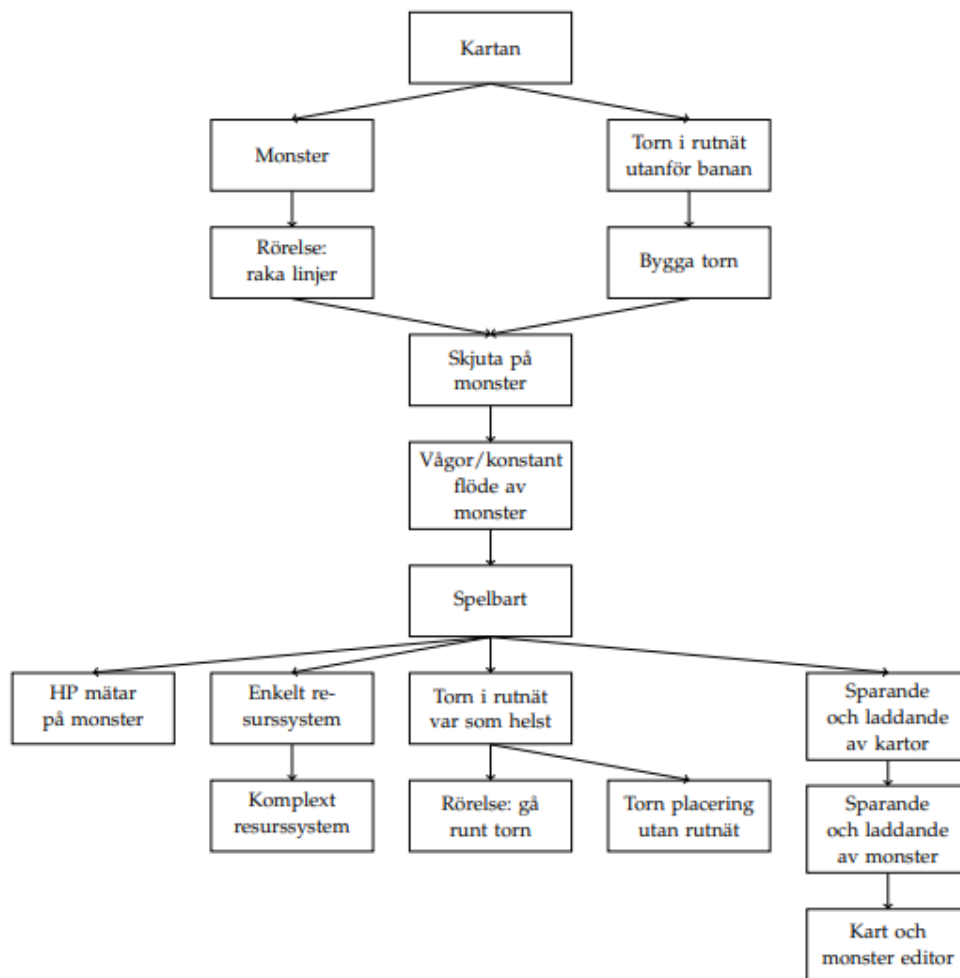 Kartan
Monster
Torn i rutnät
utanför banan
Rörelse:
raka linjer
Bygga torn
Skjuta på
monster
Vågor/konstant
flöde av
monster
Spelbart
HP mätar
på monster
Enkelt re-
surssystem
Torn i rutnät
var som helst
Sparande
och laddande
av kartor
Komplext
resurssystem
Rörelse: gå
runt torn
Torn placering
utan rutnät
Sparande
och laddande
av monster
Kart och
monster editor